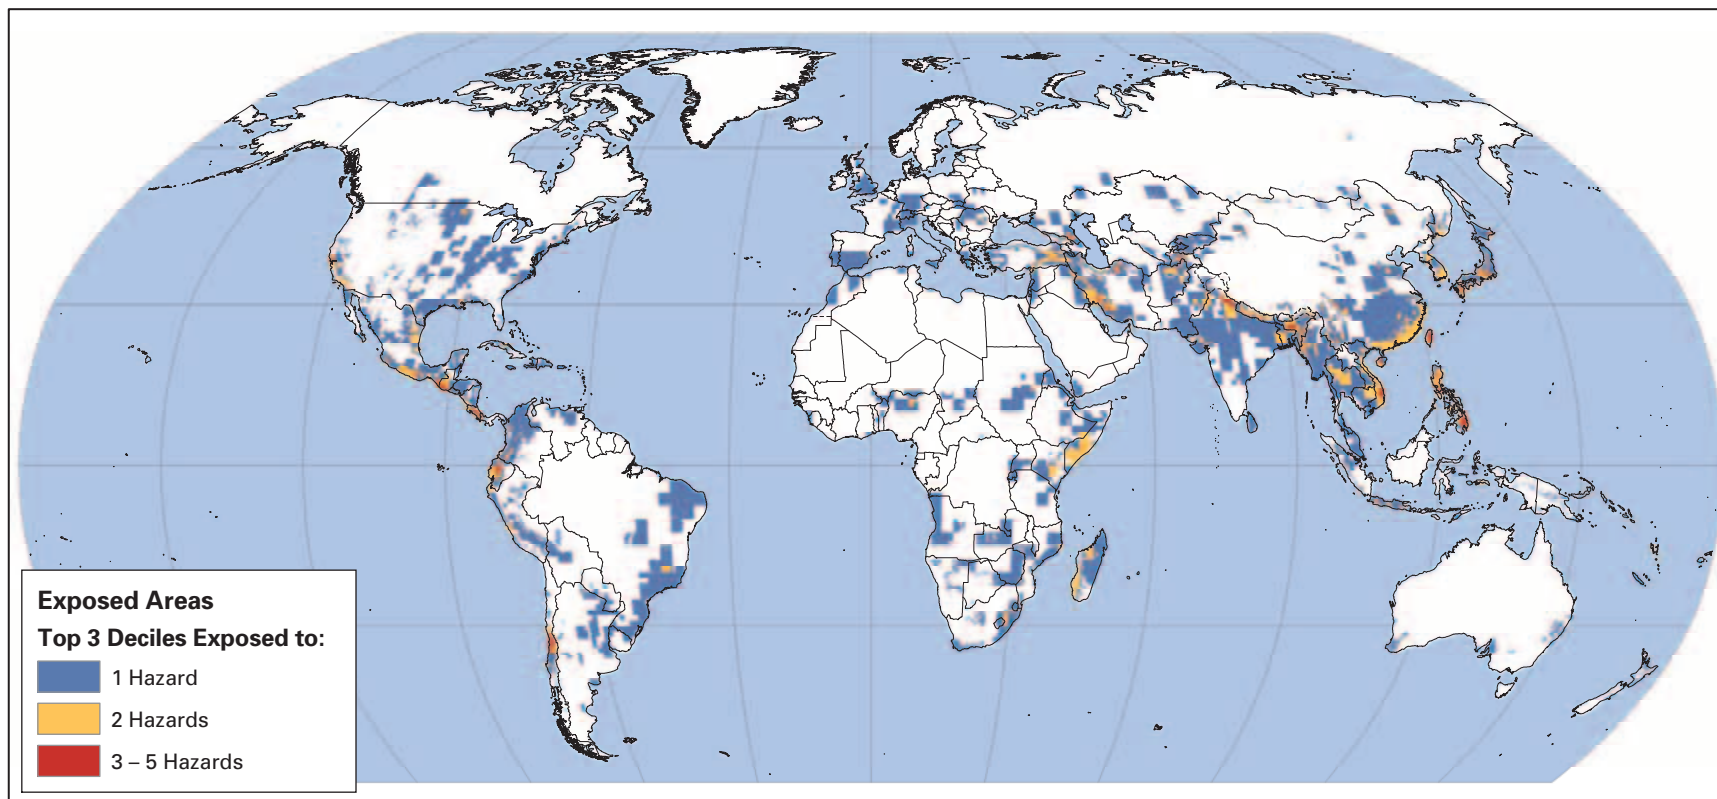 Exposed Areas
Top 3 Deciles Exposed to:
1 Hazard
2 Hazards
3 – 5 Hazards